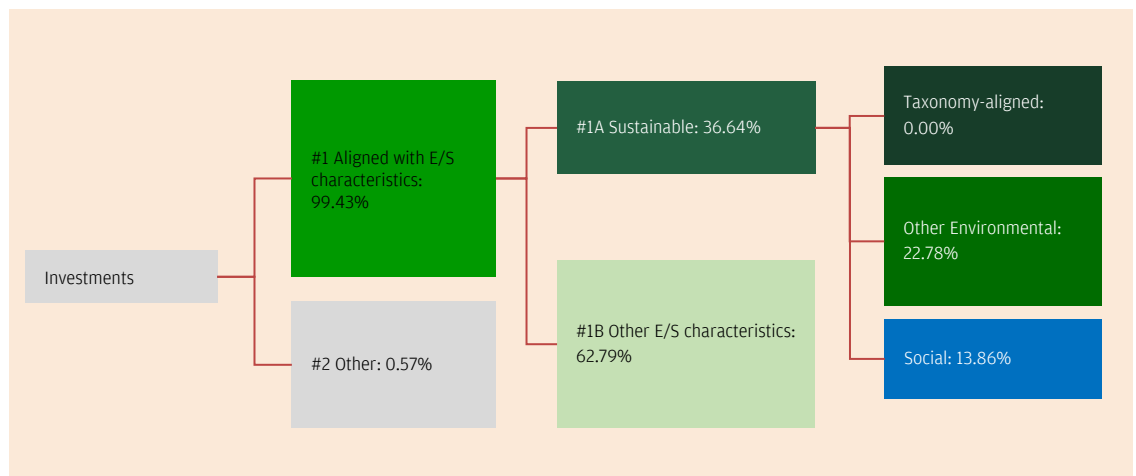 Investments
#1 Aligned with E/S
characteristics:
99.43%
#2 Other: 0.57%
#1A Sustainable: 36.64%
#1B Other E/S characteristics:
62.79%
Taxonomy-aligned:
0.00%
Other Environmental:
22.78%
Social: 13.86%